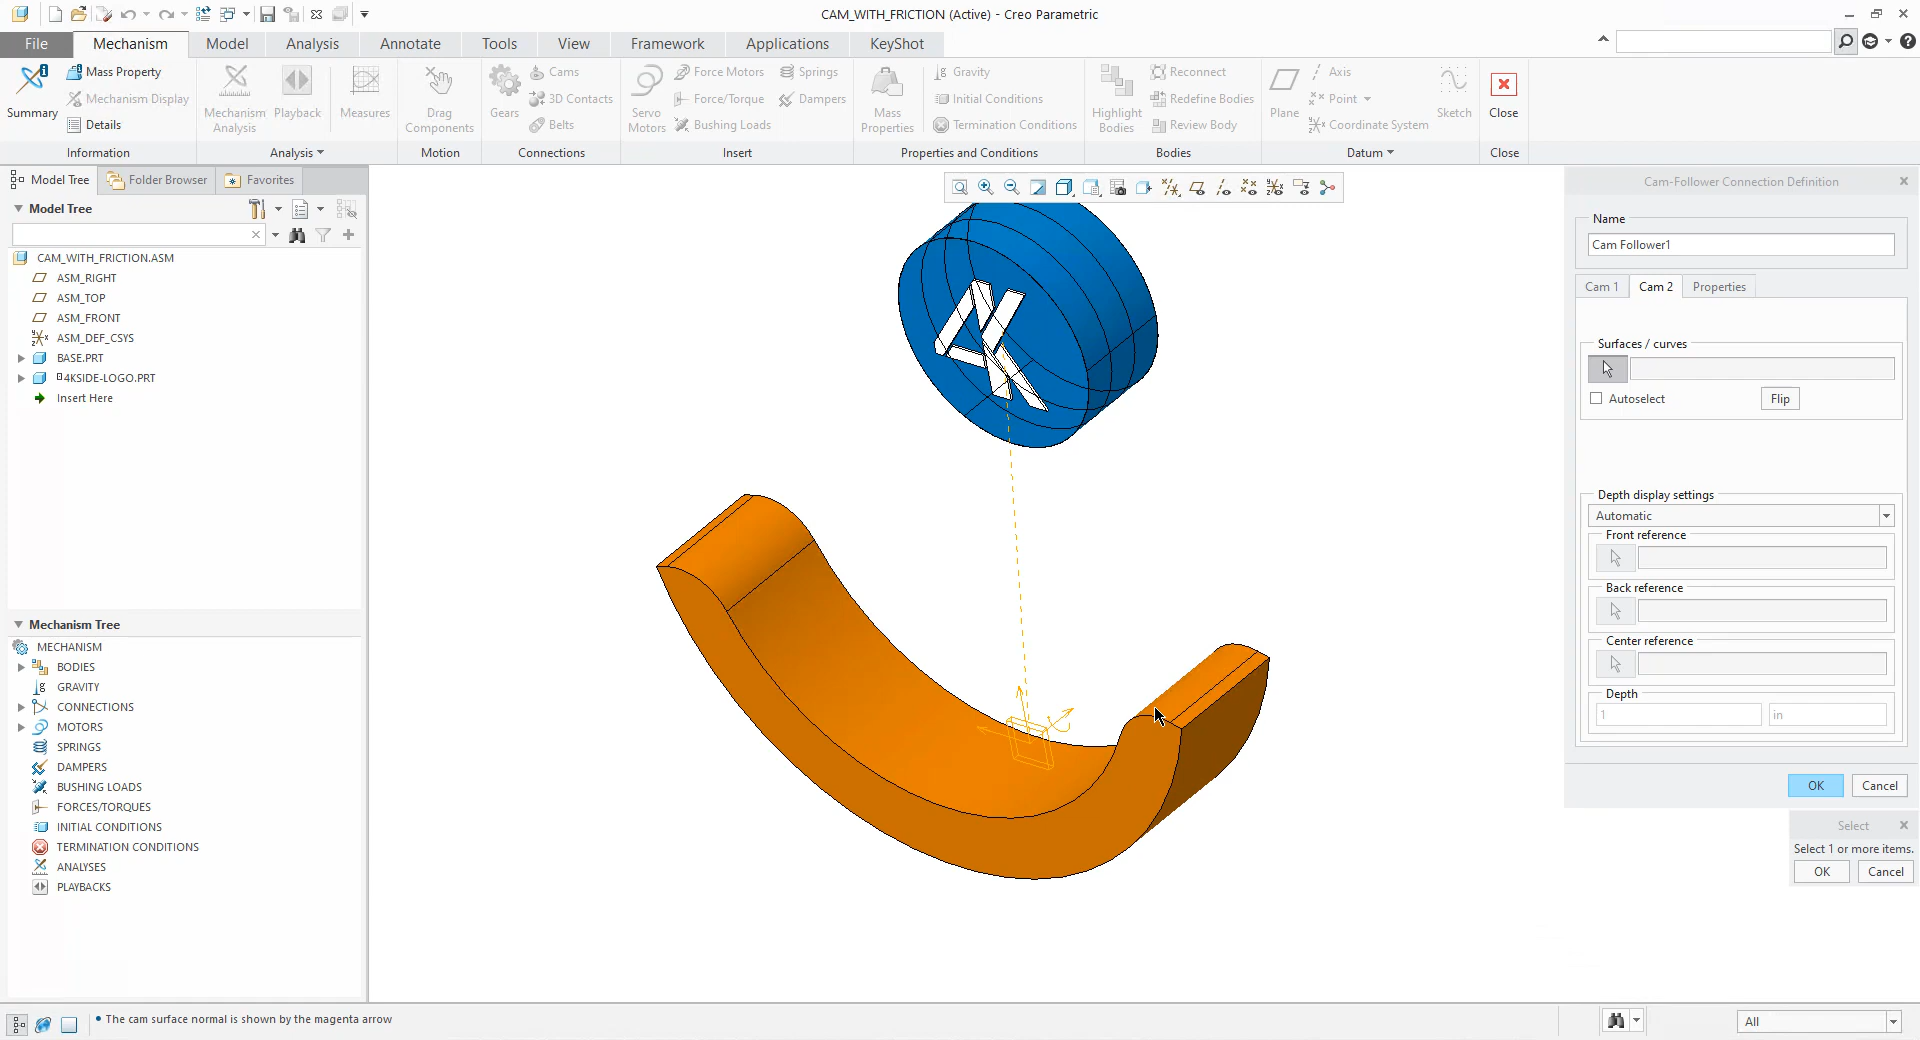 CAM_WITH_FRICTION (Active) - Creo Parametric
File Mechanism Model Analysis Annotate Tools View Framework Applications KeyShot
Summary
Mass Property
Mechanism Display
Details
Information
Mechanism Analysis
Playback
Measures
Analysis
Drag Components
Motion
Gears
Cams
3D Contacts
Belts
Connections
Servo Motors
Force Motors
Force/Torque
Bushing Loads
Springs
Dampers
Insert
Mass Properties
Gravity
Initial Conditions
Termination Conditions
Properties and Conditions
Highlight Bodies
Reconnect
Redefine Bodies
Review Body
Bodies
Plane
Axis
Point
Coordinate System
Sketch
Datum
Close
Close
Model Tree Folder Browser Favorites
Model Tree
CAM_WITH_FRICTION.ASM
ASM_RIGHT
ASM_TOP
ASM_FRONT
ASM_DEF_CSYS
BASE.PRT
4KSIDE-LOGO.PRT
Insert Here
Mechanism Tree
MECHANISM
BODIES
GRAVITY
CONNECTIONS
MOTORS
SPRINGS
DAMPERS
BUSHING LOADS
FORCES/TORQUES
INITIAL CONDITIONS
TERMINATION CONDITIONS
ANALYSES
PLAYBACKS
Cam-Follower Connection Definition
Name
Cam Follower1
Cam 1 Cam 2 Properties
Surfaces / curves
Autoselect Flip
Depth display settings
Automatic
Front reference
Back reference
Center reference
Depth
1 in
OK Cancel
Select
Select 1 or more items.
OK Cancel
The cam surface normal is shown by the magenta arrow
All